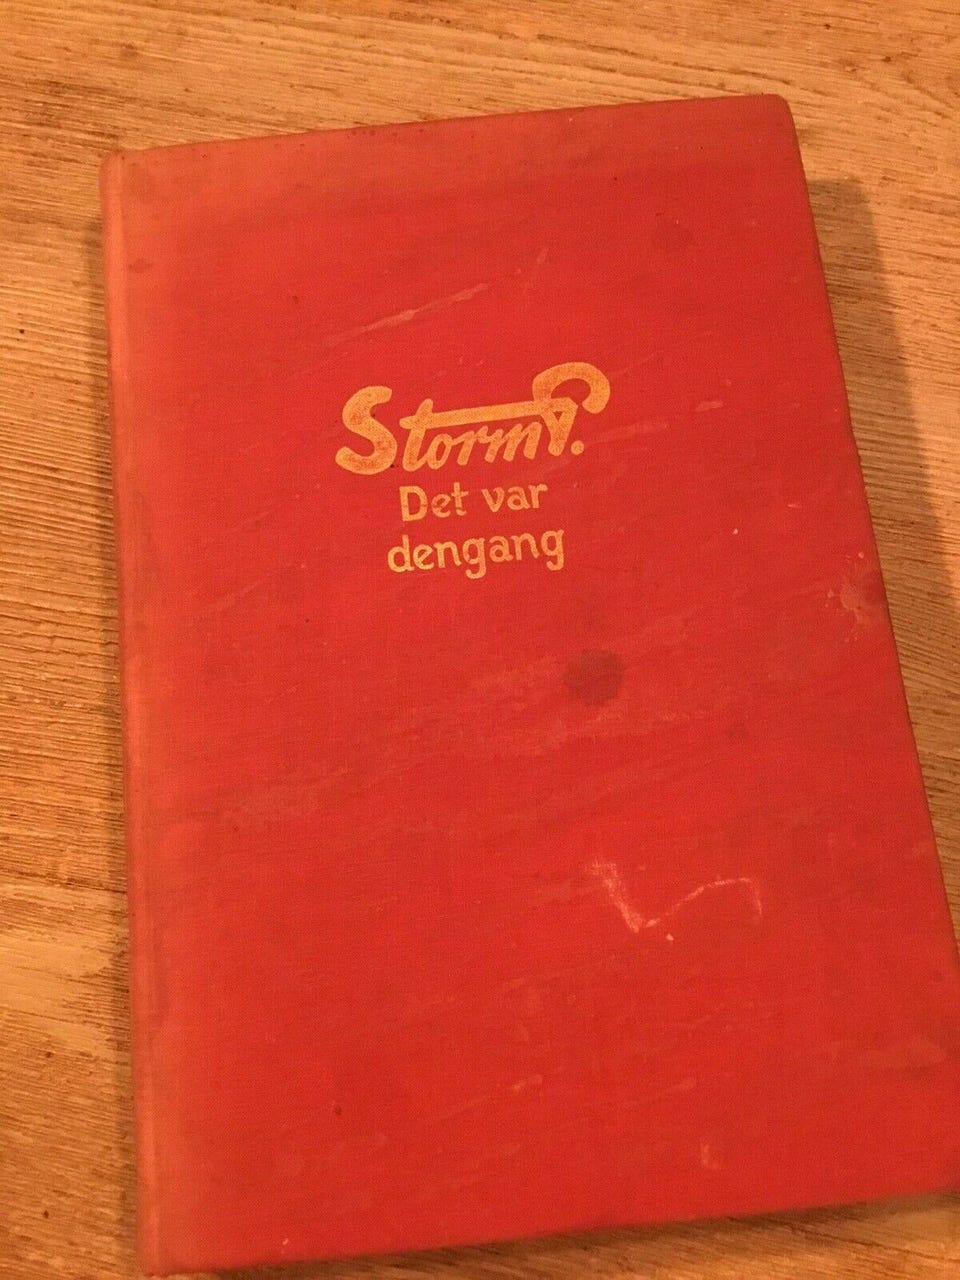 Storm P.
Det var
dengang